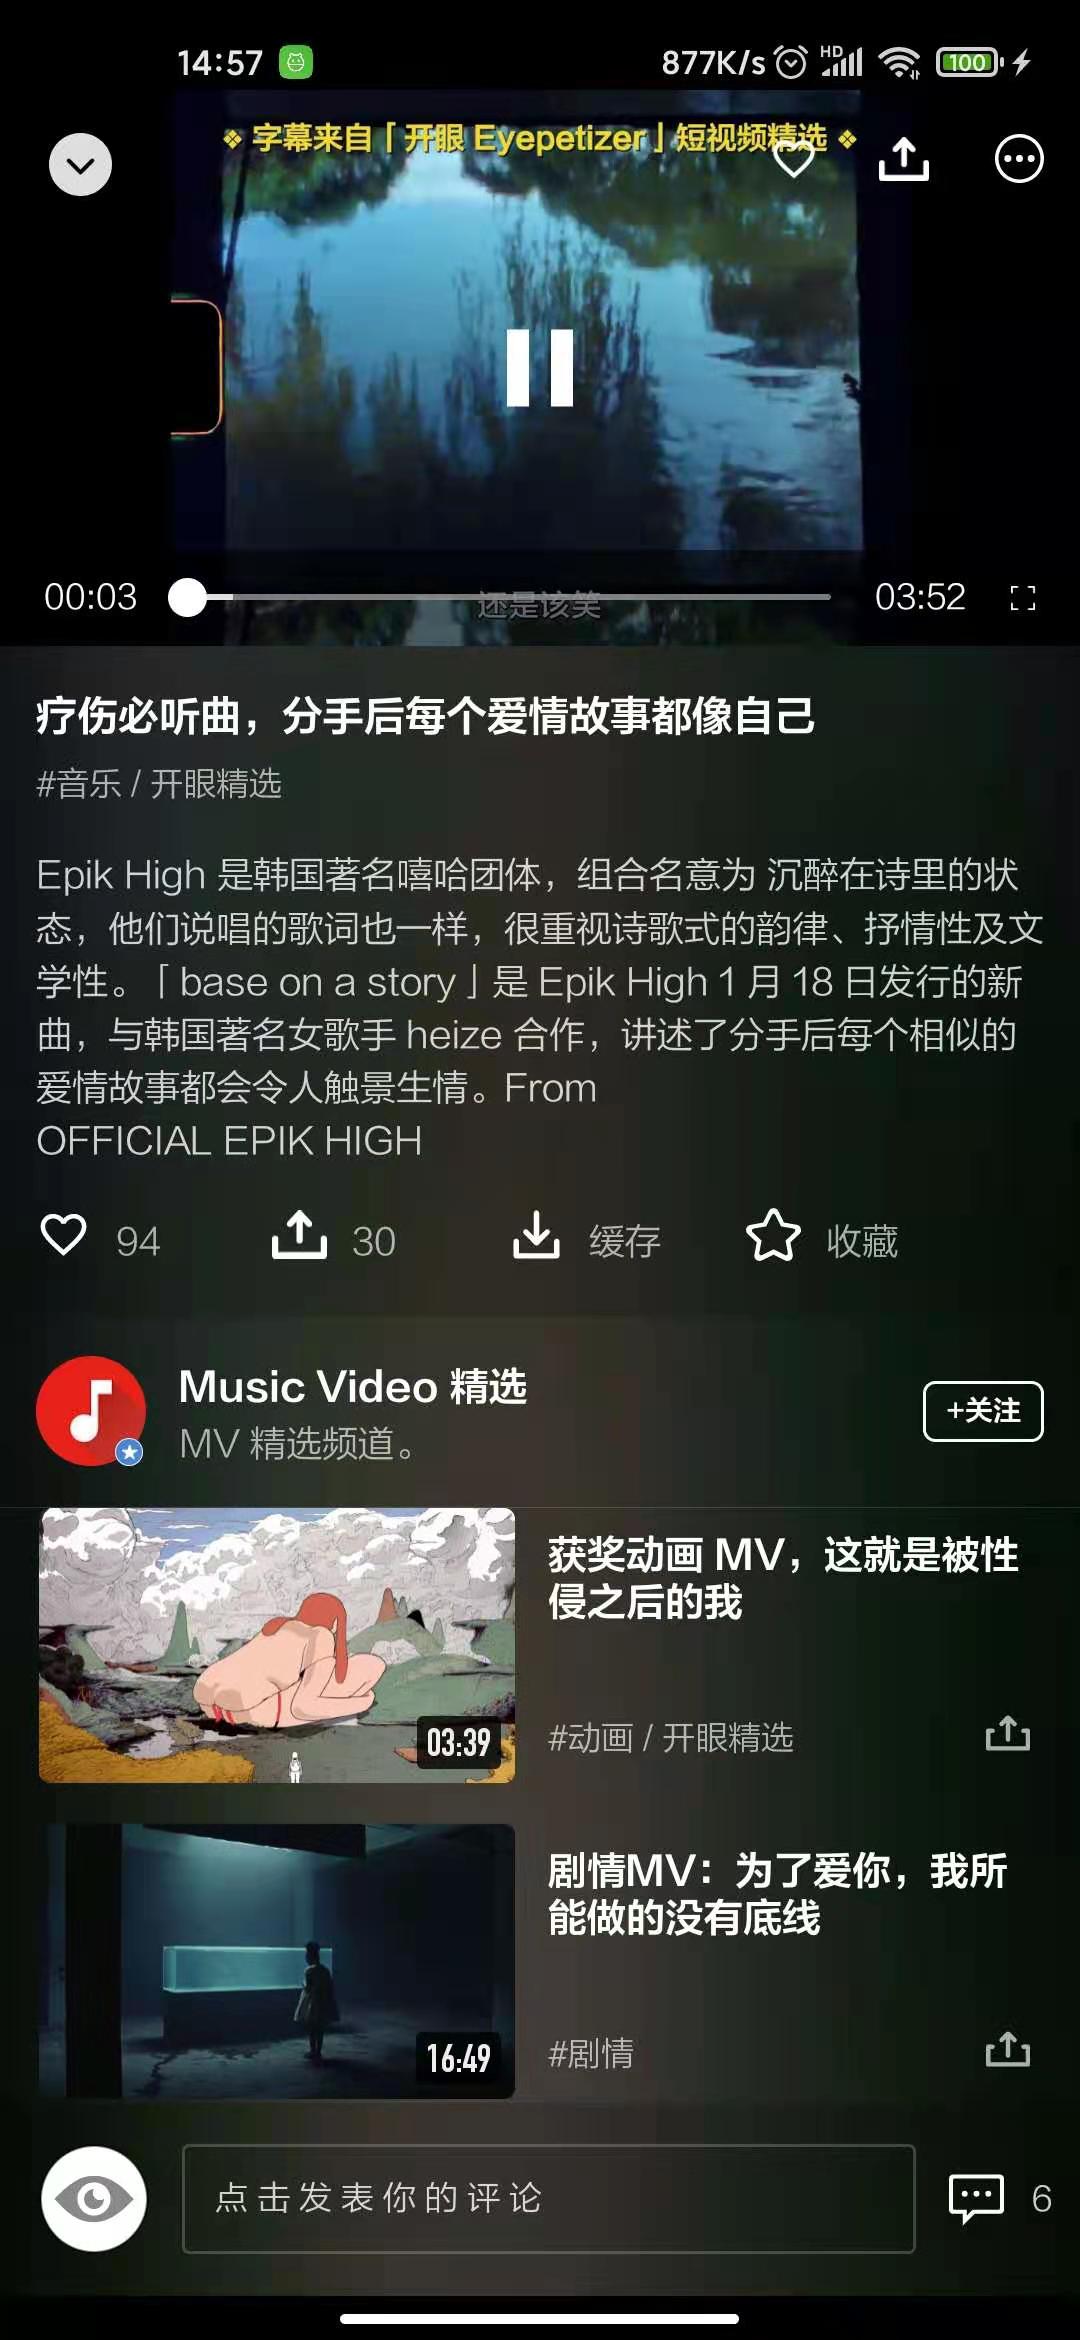 14:57
877K/s HD 100
❖ 字幕来自「开眼 Eyepetizer」短视频精选 ❖
00:03
还是该笑
03:52
疗伤必听曲，分手后每个爱情故事都像自己
#音乐 / 开眼精选
Epik High 是韩国著名嘻哈团体，组合名意为 沉醉在诗里的状
态，他们说唱的歌词也一样，很重视诗歌式的韵律、抒情性及文
学性。「 base on a story 」是 Epik High 1 月 18 日发行的新
曲，与韩国著名女歌手 heize 合作，讲述了分手后每个相似的
爱情故事都会令人触景生情。From
OFFICIAL EPIK HIGH
94
30
缓存
收藏
Music Video 精选
MV 精选频道。
+关注
获奖动画 MV，这就是被性
侵之后的我
03:39
#动画 / 开眼精选
剧情MV：为了爱你，我所
能做的没有底线
16:49
#剧情
点击发表你的评论
6